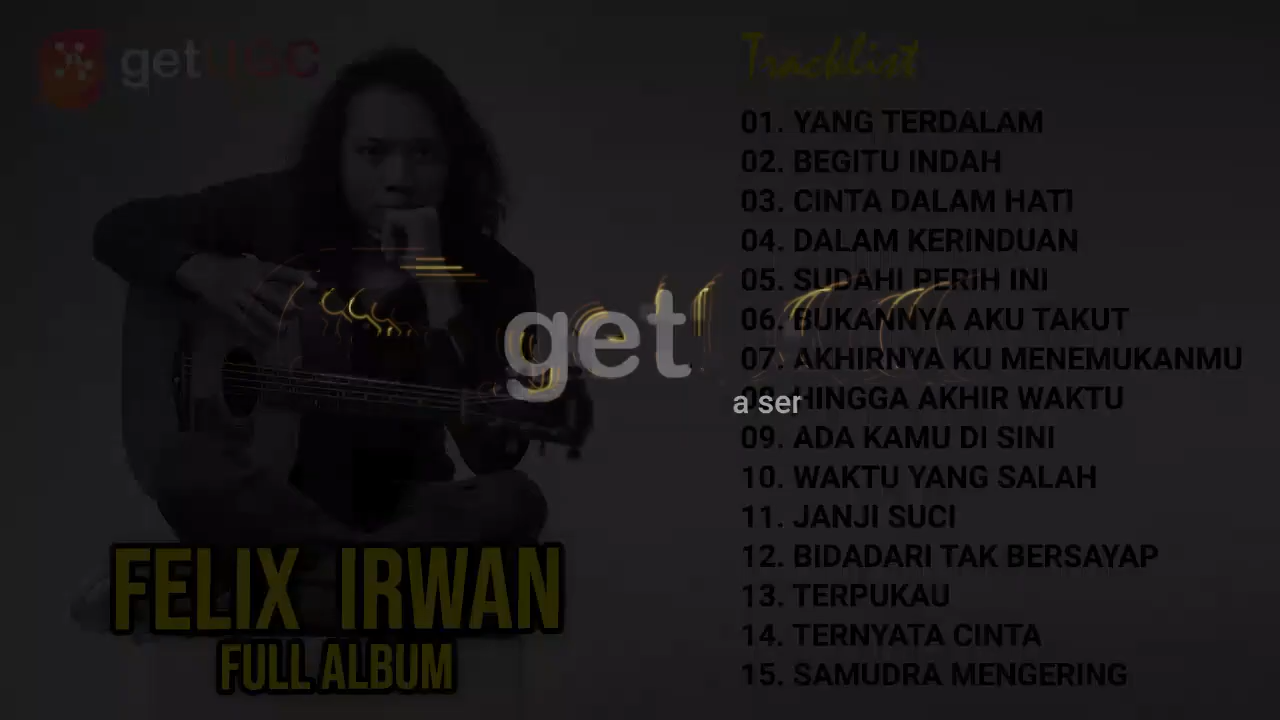 getUGC
Tracklist
01. YANG TERDALAM
02. BEGITU INDAH
03. CINTA DALAM HATI
04. DALAM KERINDUAN
05. SUDAHI PERIH INI
06. BUKANNYA AKU TAKUT
07. AKHIRNYA KU MENEMUKANMU
08. HINGGA AKHIR WAKTU
09. ADA KAMU DI SINI
10. WAKTU YANG SALAH
11. JANJI SUCI
12. BIDADARI TAK BERSAYAP
13. TERPUKAU
14. TERNYATA CINTA
15. SAMUDRA MENGERING
get
a ser
FELIX IRWAN
FULL ALBUM